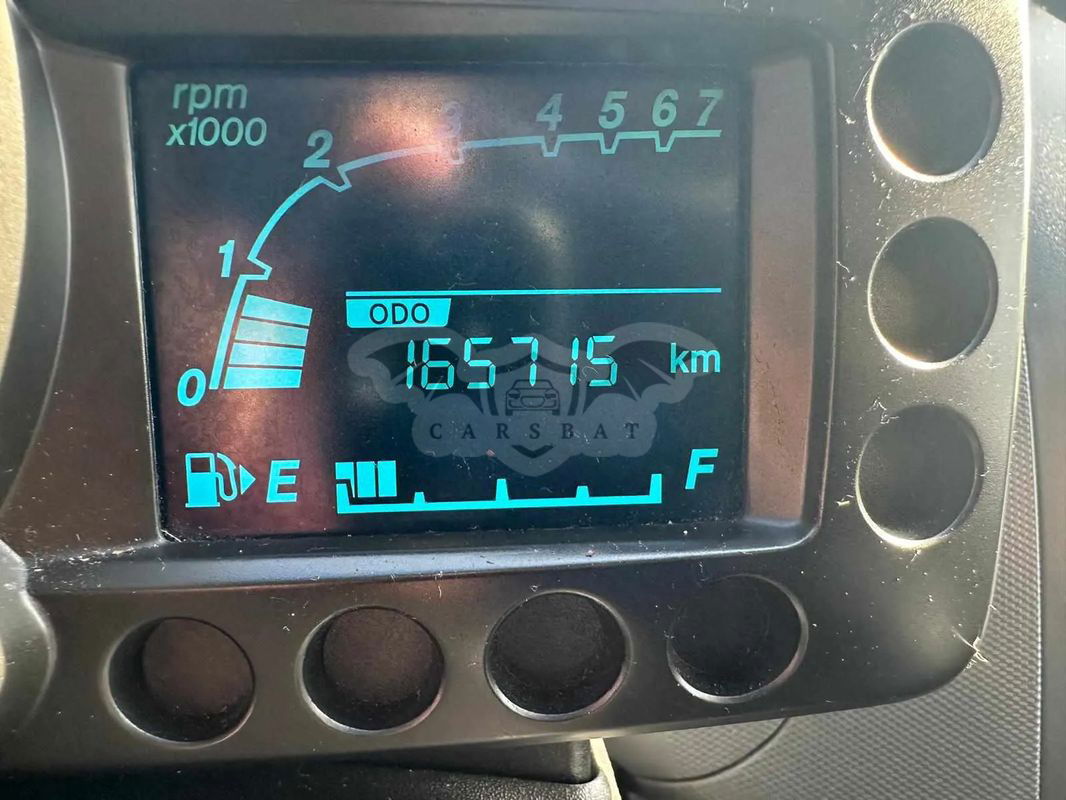 rpm
x1000
0 1 2 3 4 5 6 7
ODO
165715 km
CARSBAT
E F